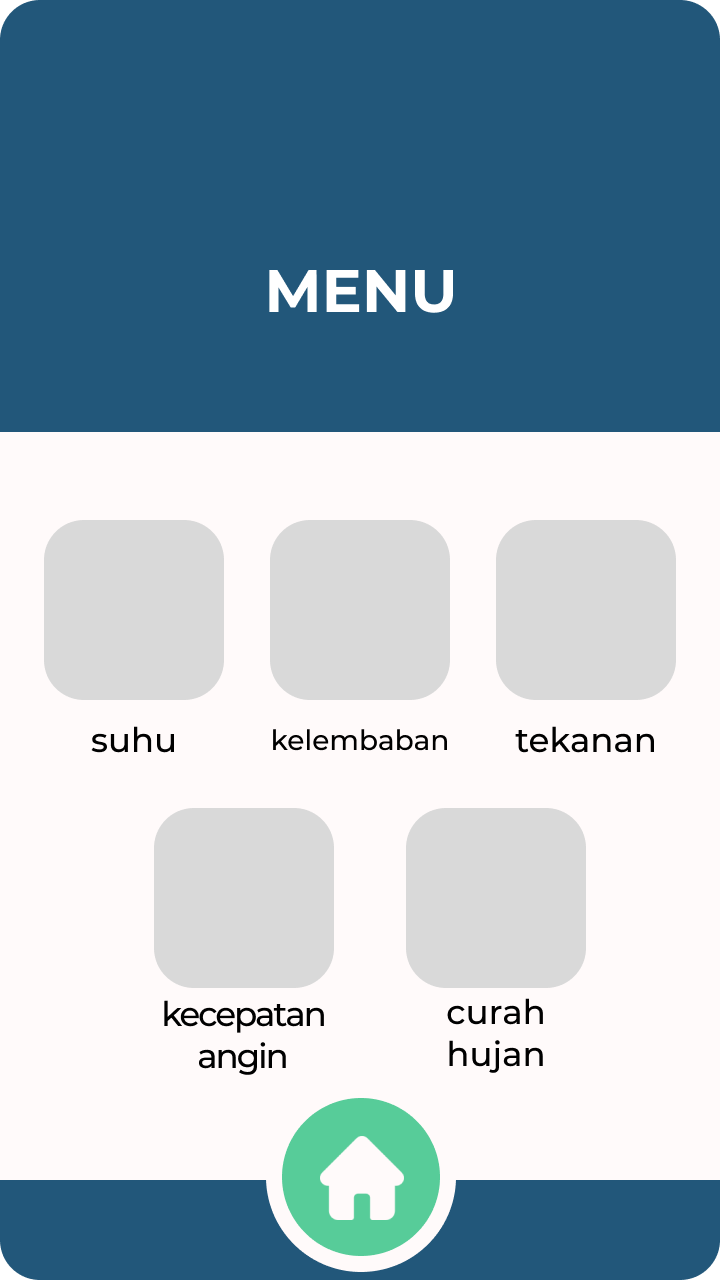 MENU
suhu
kelembaban
tekanan
kecepatan
angin
curah
hujan